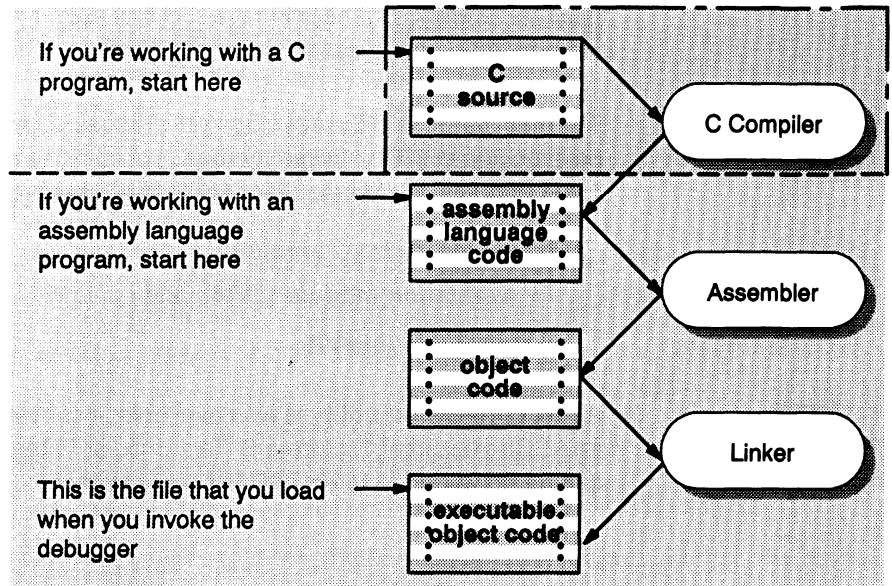 If you're working with a C
program, start here
C
source
C Compiler
If you're working with an
assembly language
program, start here
assembly
language
code
Assembler
object
code
Linker
This is the file that you load
when you invoke the
debugger
executable
object code